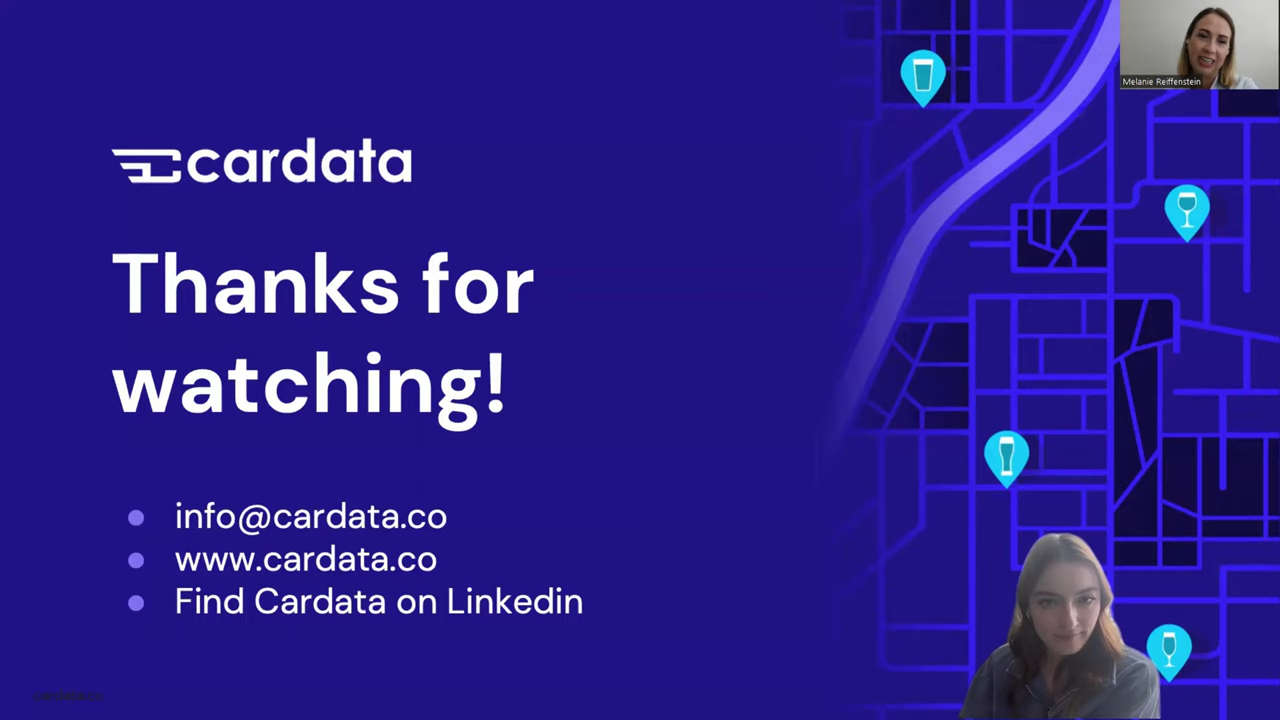 Melanie Reiffenstein
cardata
Thanks for
watching!
info@cardata.co
www.cardata.co
Find Cardata on Linkedin